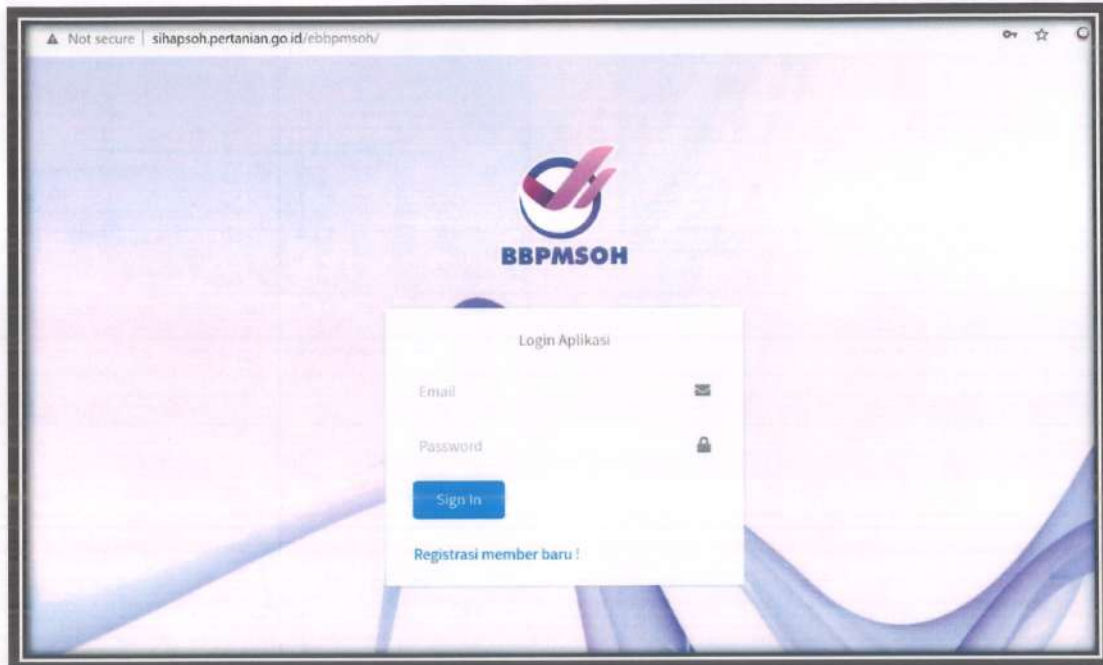 Not secure | sihapsoh.pertanian.go.id/ebbpmsoh/
BBPMSOH
Login Aplikasi
Email
Password
Sign In
Registrasi member baru !